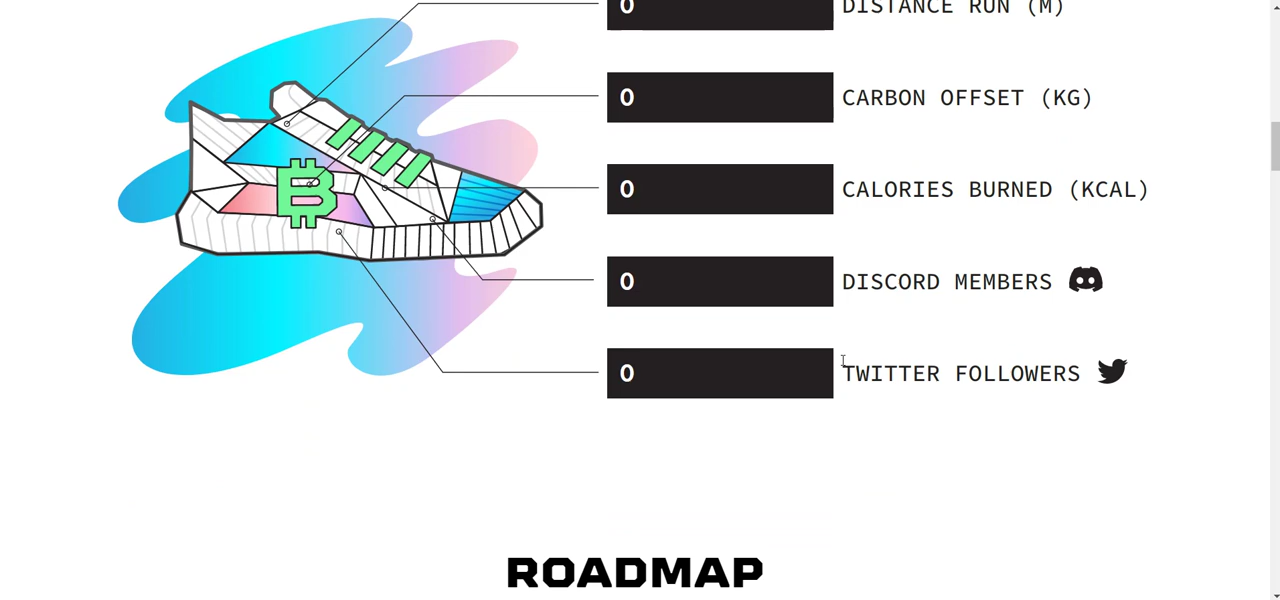 0 DISTANCE RUN (M)
0 CARBON OFFSET (KG)
0 CALORIES BURNED (KCAL)
0 DISCORD MEMBERS
0 TWITTER FOLLOWERS
ROADMAP